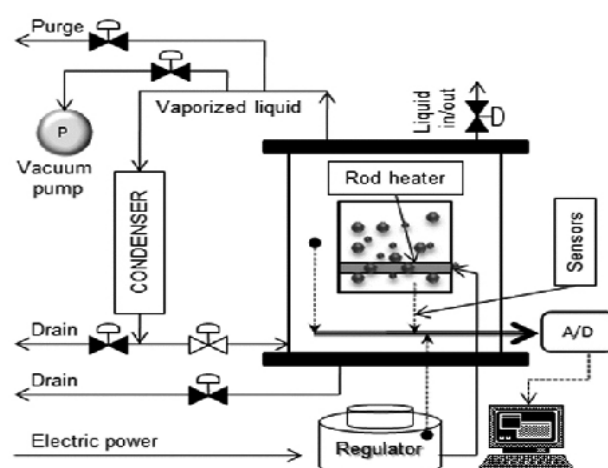 Purge
Vaporized liquid
Liquid
in/out
P
Vacuum
pump
Rod heater
CONDENSER
Sensors
Drain
A/D
Drain
Electric power
Regulator